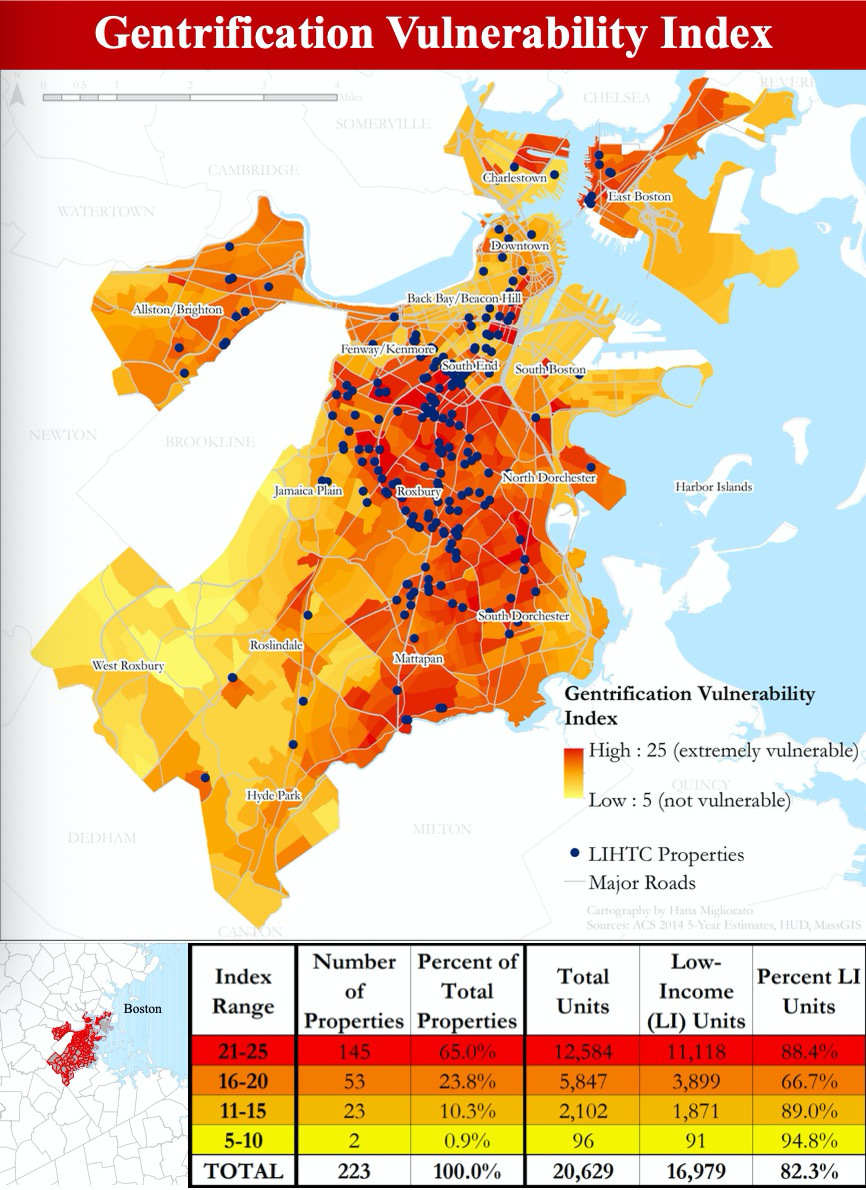 Gentrification Vulnerability Index
N
0 0.5 1 2 3 4
Miles
REVERE
CHELSEA
SOMERVILLE
CAMBRIDGE
WATERTOWN
Charlestown
East Boston
Downtown
Back Bay/Beacon Hill
Allston/Brighton
Fenway/Kenmore
South End
South Boston
NEWTON
BROOKLINE
Jamaica Plain
Roxbury
North Dorchester
Harbor Islands
South Dorchester
Roslindale
Mattapan
West Roxbury
Hyde Park
DEDHAM
MILTON
QUINCY
CANTON
Gentrification Vulnerability
Index
High : 25 (extremely vulnerable)
Low : 5 (not vulnerable)
LIHTC Properties
Major Roads
Cartography by Hana Migliorato
Sources: ACS 2014 5-Year Estimates, HUD, MassGIS
Boston
Index Range | Number of Properties | Percent of Total Properties | Total Units | Low-Income (LI) Units | Percent LI Units
21-25 145 65.0% 12,584 11,118 88.4%
16-20 53 23.8% 5,847 3,899 66.7%
11-15 23 10.3% 2,102 1,871 89.0%
5-10 2 0.9% 96 91 94.8%
TOTAL 223 100.0% 20,629 16,979 82.3%